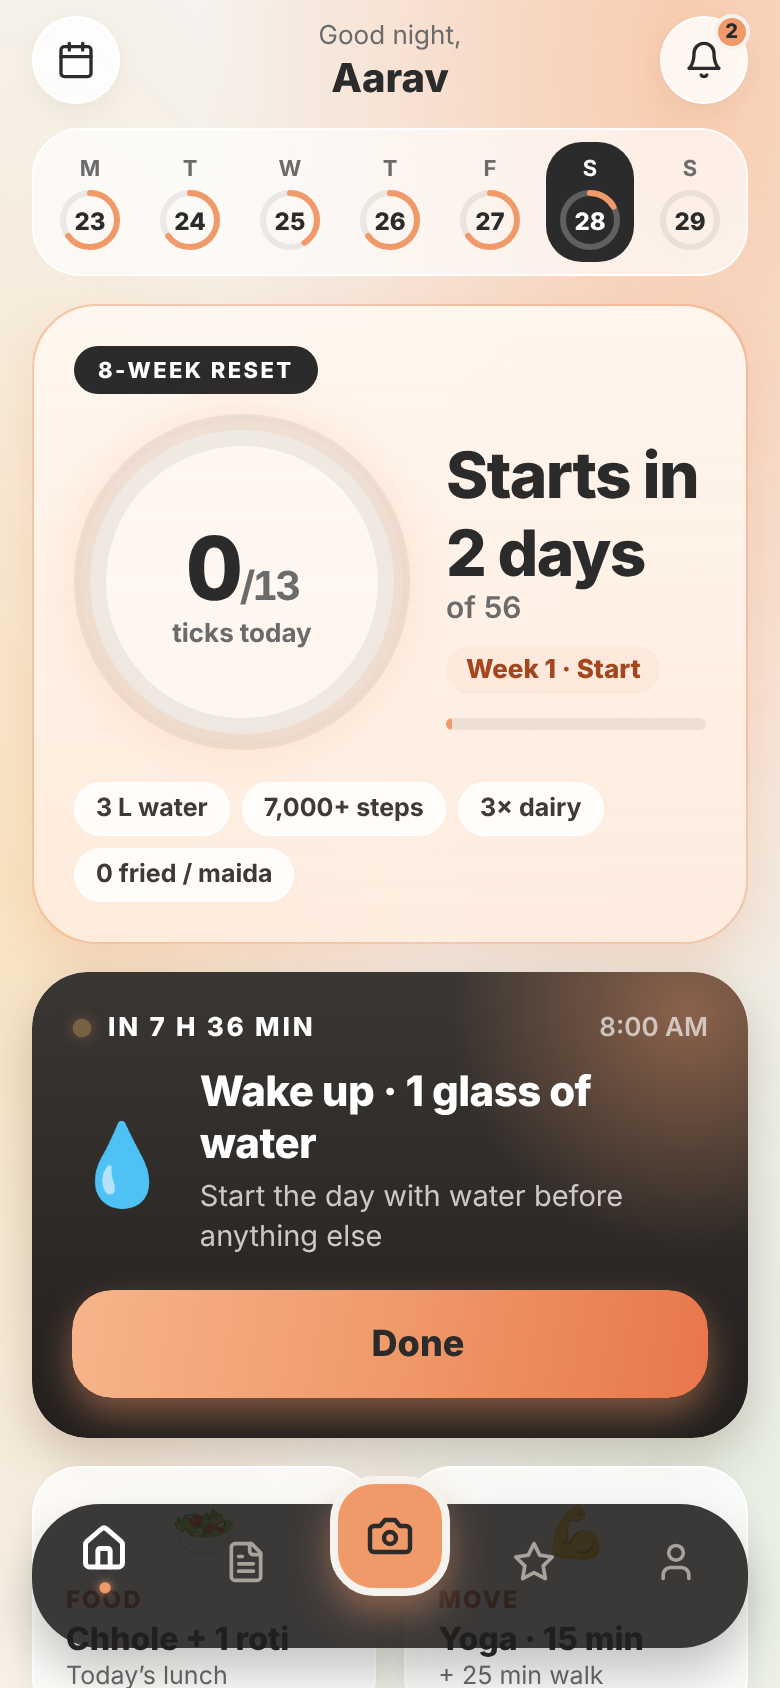 Good night,
Aarav
2
M T W T F S S
23 24 25 26 27 28 29
8-WEEK RESET
0/13
ticks today
Starts in
2 days
of 56
Week 1 · Start
3 L water
7,000+ steps
3× dairy
0 fried / maida
IN 7 H 36 MIN
8:00 AM
Wake up · 1 glass of
water
Start the day with water before
anything else
Done
FOOD
Chhole + 1 roti
Today’s lunch
MOVE
Yoga · 15 min
+ 25 min walk